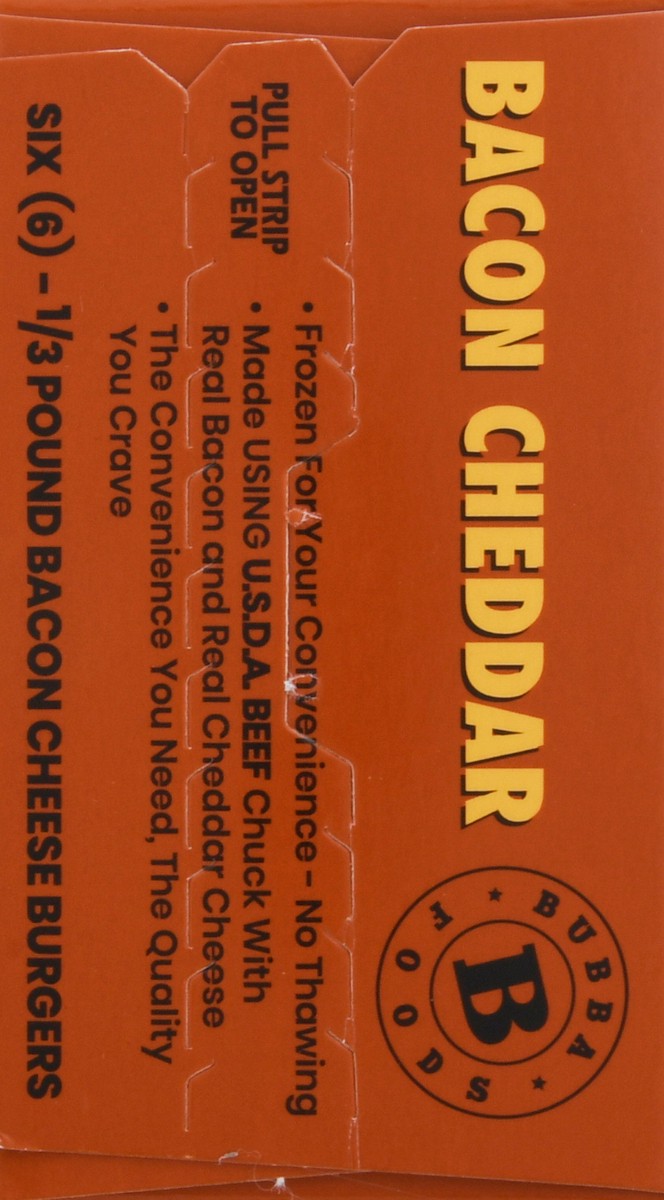 BACON CHEDDAR
BUBBA FOODS
B
PULL STRIP
TO OPEN
• Frozen For Your Convenience – No Thawing
• Made USING U.S.D.A. BEEF Chuck With
Real Bacon and Real Cheddar Cheese
• The Convenience You Need, The Quality
You Crave
SIX (6) – 1/3 POUND BACON CHEESE BURGERS